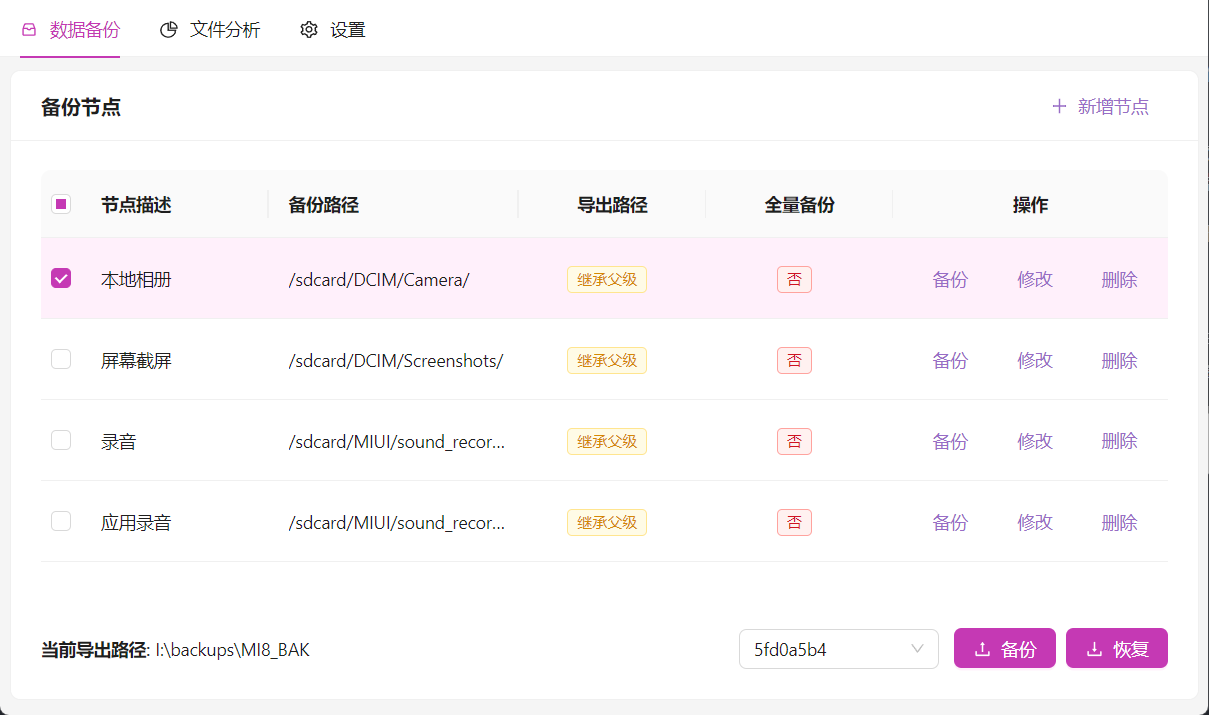 数据备份 文件分析 设置
备份节点 新增节点
节点描述 备份路径 导出路径 全量备份 操作
本地相册 /sdcard/DCIM/Camera/ 继承父级 否 备份 修改 删除
屏幕截屏 /sdcard/DCIM/Screenshots/ 继承父级 否 备份 修改 删除
录音 /sdcard/MIUI/sound_recor... 继承父级 否 备份 修改 删除
应用录音 /sdcard/MIUI/sound_recor... 继承父级 否 备份 修改 删除
当前导出路径: I:\backups\MI8_BAK 5fd0a5b4 备份 恢复